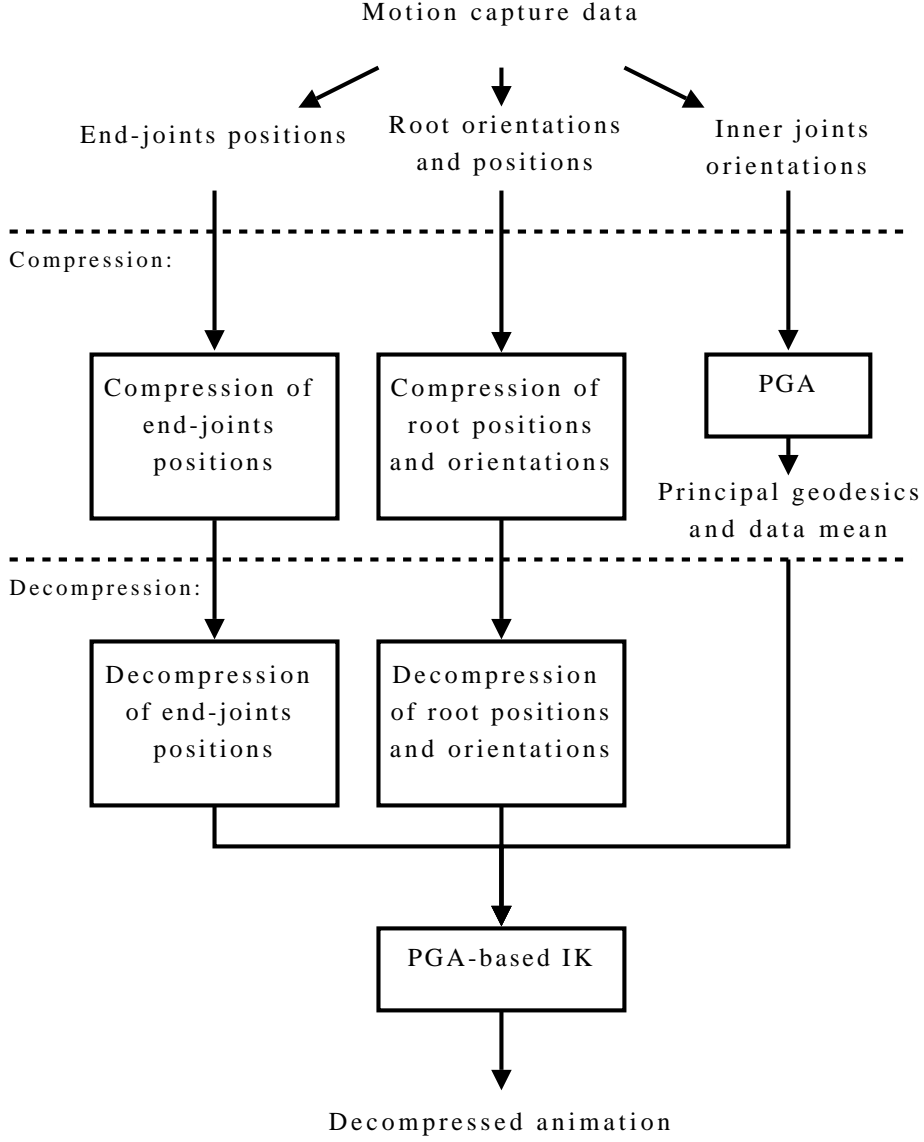 Motion capture data
End-joints positions
Root orientations
and positions
Inner joints
orientations
Compression:
Compression of
end-joints
positions
Compression of
root positions
and orientations
PGA
Principal geodesics
and data mean
Decompression:
Decompression
of end-joints
positions
Decompression
of root positions
and orientations
PGA-based IK
Decompressed animation